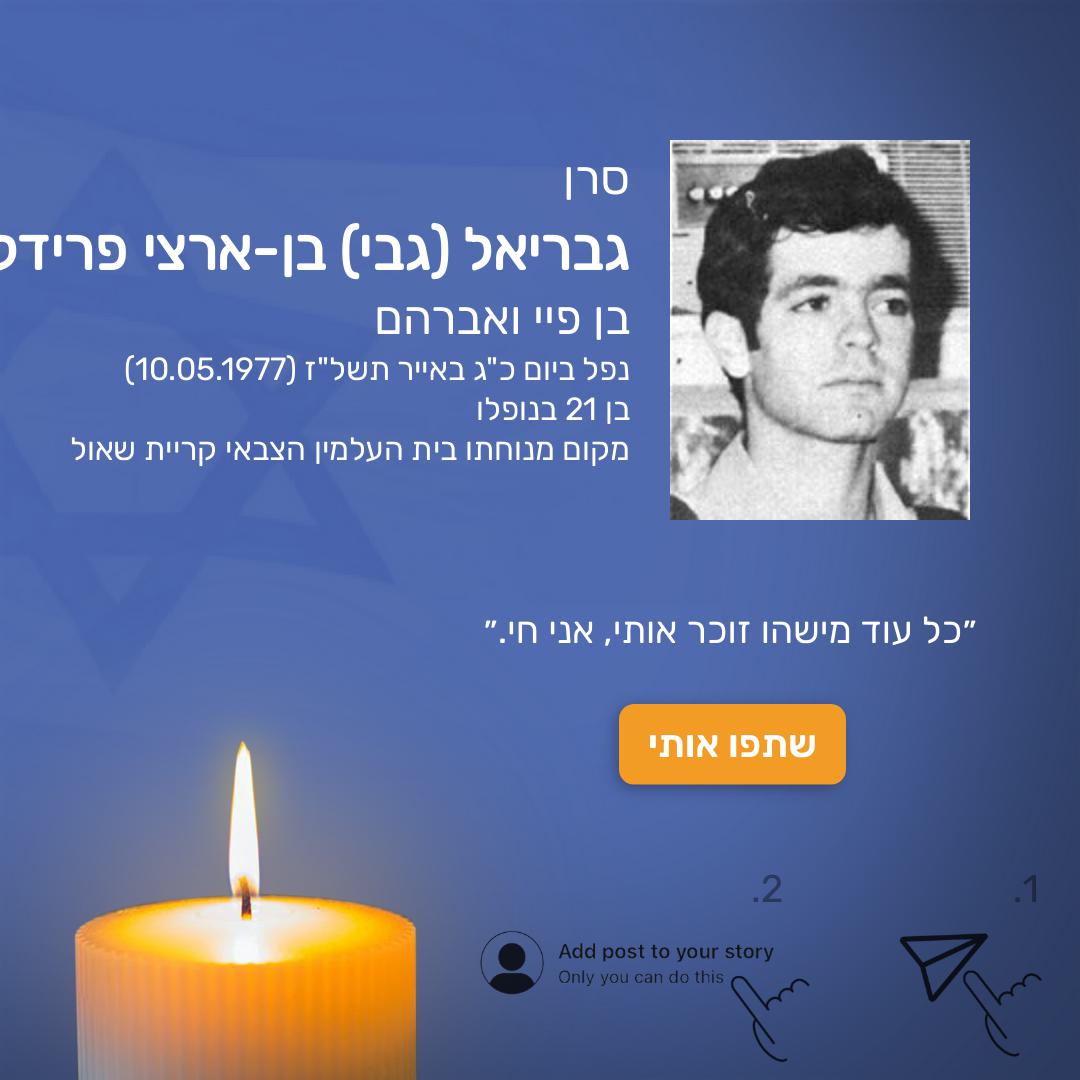 סרן
גבריאל (גבי) בן-ארצי
בן פיי ואברהם
נפל ביום כ"ג באייר תשל"ז (10.05.1977)
בן 21 בנופלו
מקום מנוחתו בית העלמין הצבאי קריית שאול
״כל עוד מישהו זוכר אותי, אני חי.״
שתפו אותי
1.
2.
Add post to your story
Only you can do this